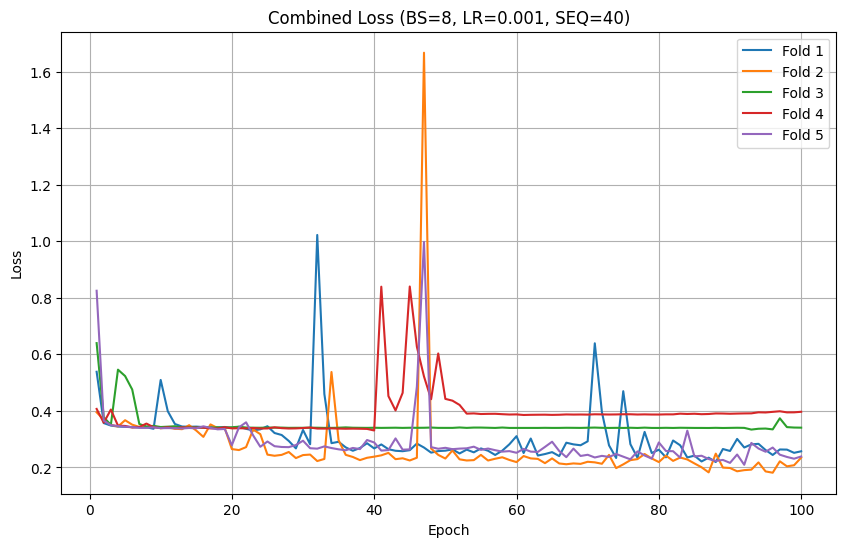 Combined Loss (BS=8, LR=0.001, SEQ=40)
Fold 1
Fold 2
Fold 3
Fold 4
Fold 5
Loss
1.6
1.4
1.2
1.0
0.8
0.6
0.4
0.2
0
20
40
60
80
100
Epoch